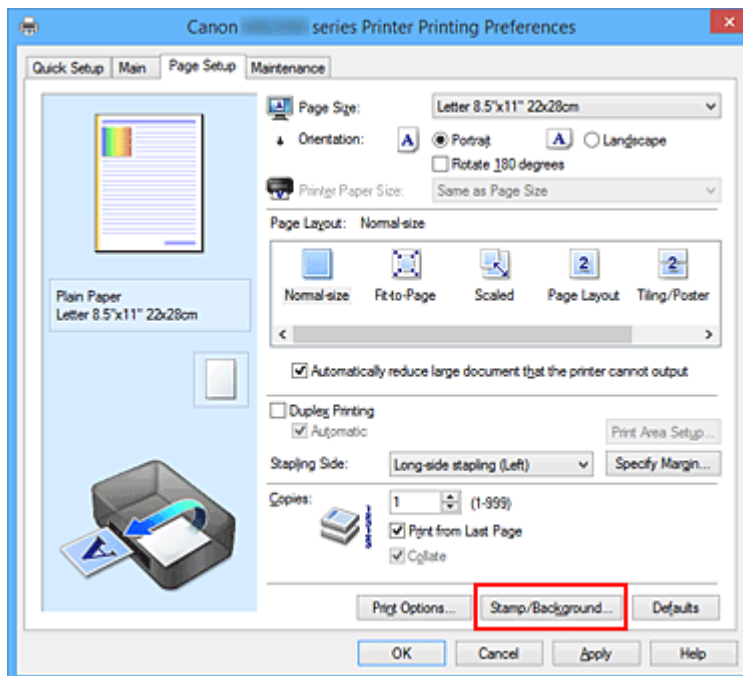 Canon series Printer Printing Preferences
Quick Setup Main Page Setup Maintenance
Page Size: Letter 8.5"x11" 22x28cm
Orientation: A Portrait A Landscape
Rotate 180 degrees
Printer Paper Size: Same as Page Size
Page Layout: Normal-size
2 2
Normal-size Fit-to-Page Scaled Page Layout Tiling/Poster
Plain Paper
Letter 8.5"x11" 22x28cm
Automatically reduce large document that the printer cannot output
Duplex Printing
Automatic
Print Area Setup...
Stapling Side: Long-side stapling (Left) Specify Margin...
Copies: 1 (1-999)
Print from Last Page
Collate
A
Print Options... Stamp/Background... Defaults
OK Cancel Apply Help